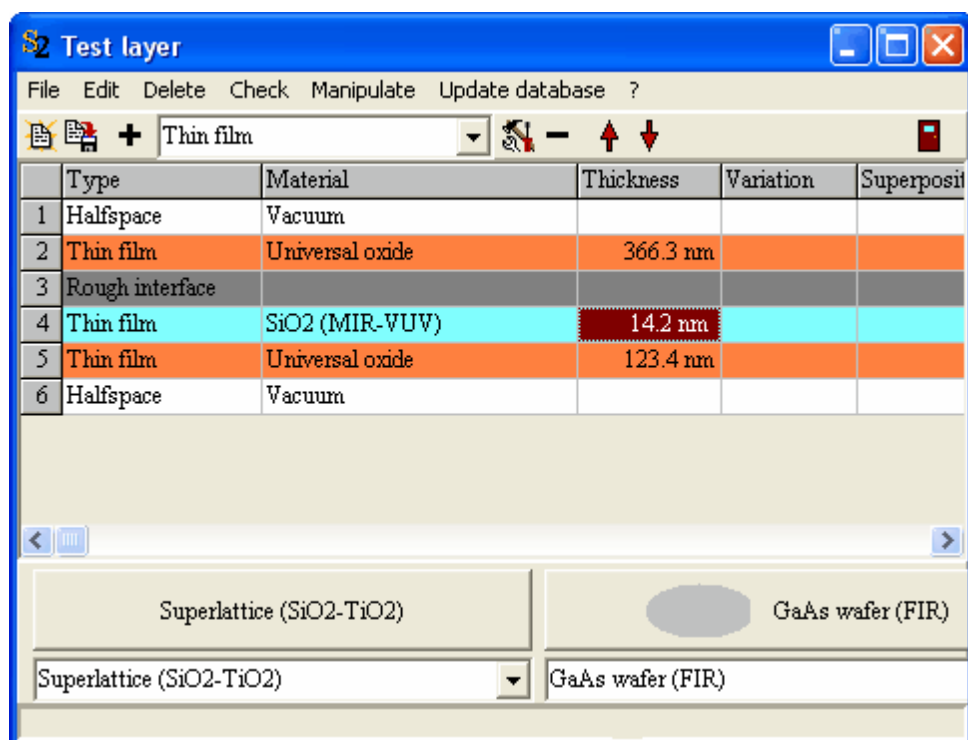 S2 Test layer
File Edit Delete Check Manipulate Update database ?
Thin film
Type Material Thickness Variation Superposit
1 Halfspace Vacuum
2 Thin film Universal oxide 366.3 nm
3 Rough interface
4 Thin film SiO2 (MIR-VUV) 14.2 nm
5 Thin film Universal oxide 123.4 nm
6 Halfspace Vacuum
Superlattice (SiO2-TiO2) GaAs wafer (FIR)
Superlattice (SiO2-TiO2) GaAs wafer (FIR)